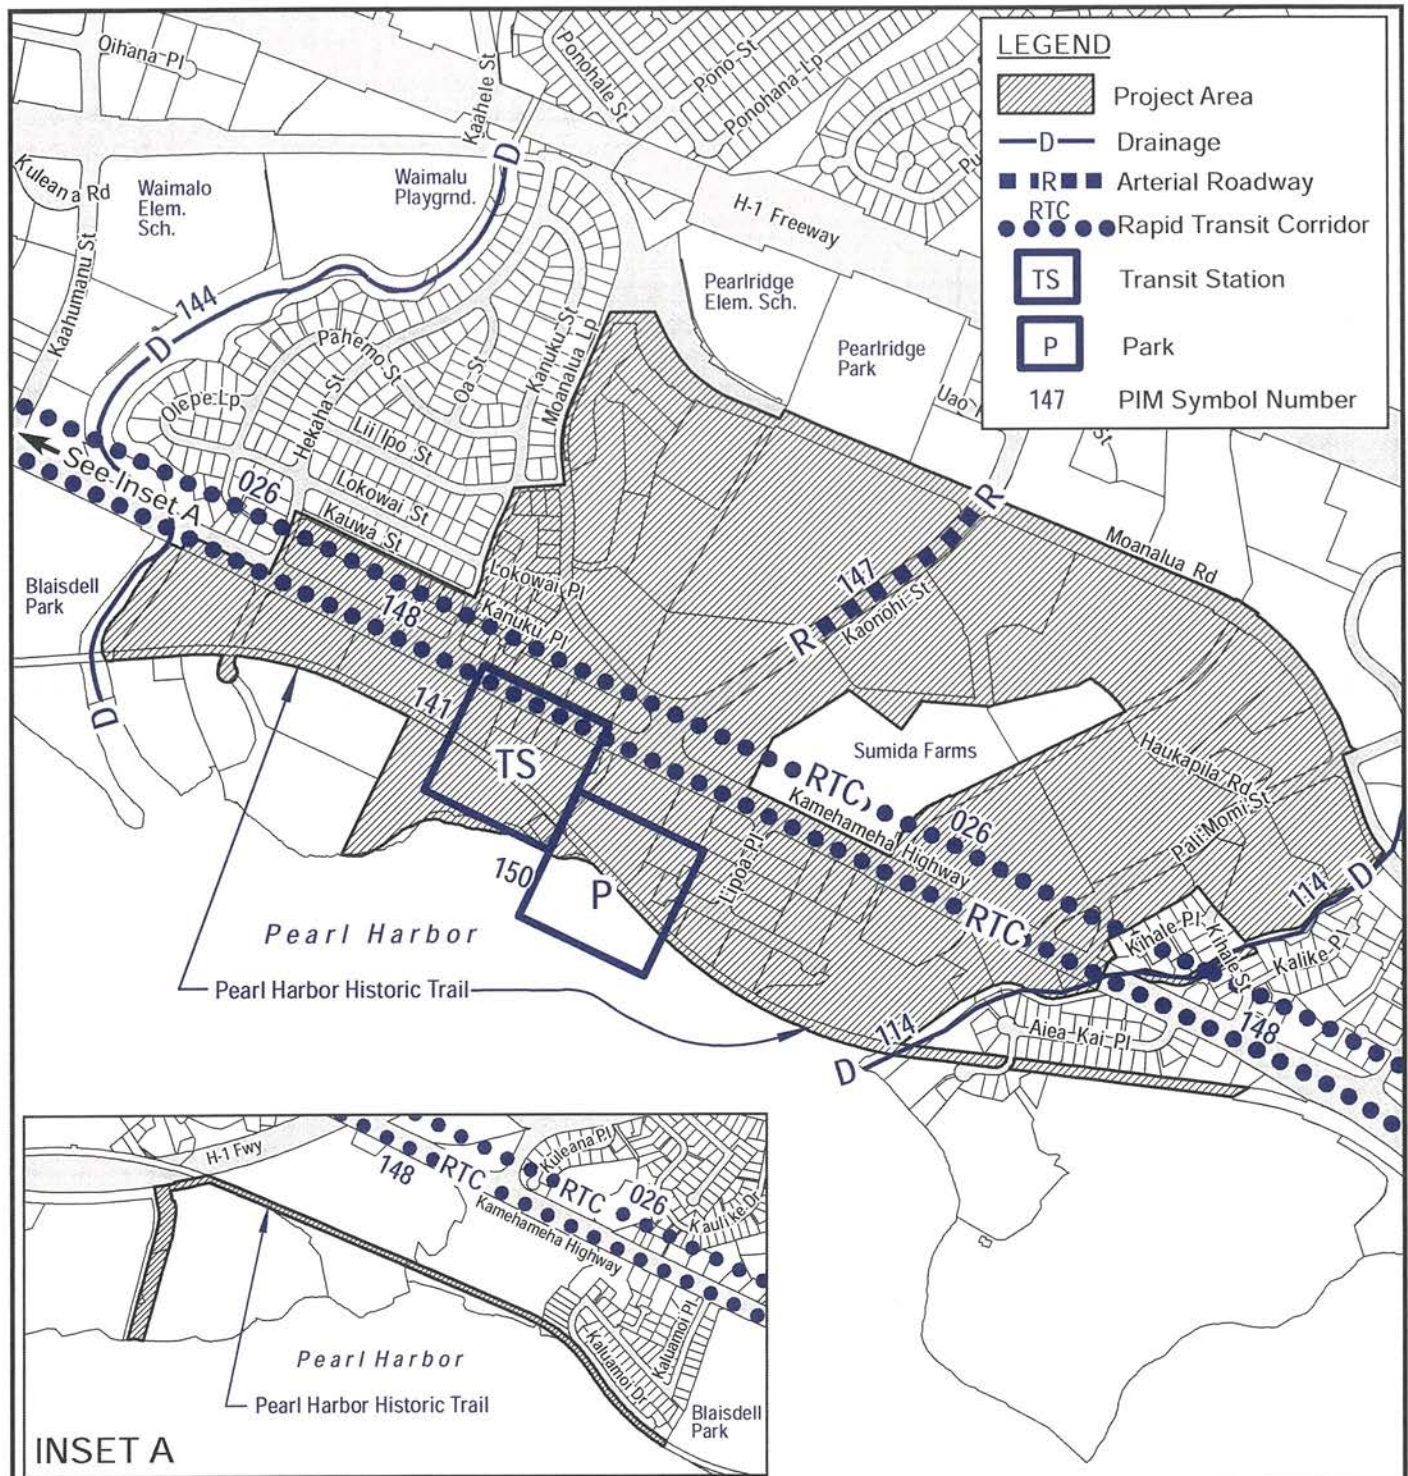 LEGEND
Project Area
D
Drainage
R
Arterial Roadway
RTC
Rapid Transit Corridor
TS
Transit Station
P
Park
147
PIM Symbol Number
Oihana Pl
Kaahele St
Ponohale St
Pono St
Ponohana Lp
Pu
Kuleana Rd
Waimalo
Elem.
Sch.
Waimalu
Playgrnd.
D
H-1 Freeway
Kaahumanu St
144
D
Pearlridge
Elem. Sch.
Pearlridge
Park
Uao
St
Pahemo St
Oa St
Kanuku St
Moanalua Lp
Olepe Lp
Hekaha St
Lii Ipo St
Lokowai St
Kauwa St
See Inset A
026
R
147
Kaonohi St
R
Moanalua Rd
Blaisdell
Park
148
Lokowai Pl
Kanuku Pl
D
141
TS
Sumida Farms
RTC
Kamehameha Highway
026
Haukapila Rd
Pali Momi St
150
P
Lipoa Pl
RTC
114
D
Kihale Pl
Kihale St
Kalike Pl
Pearl Harbor
Pearl Harbor Historic Trail
114
D
Aiea Kai Pl
148
H-1 Fwy
148
RTC
Kuleana Pl
RTC
026
Kaulike Dr
Kamehameha Highway
Kaluamoi Pl
Kaluamoi Dr
Pearl Harbor
Pearl Harbor Historic Trail
Blaisdell
Park
INSET A